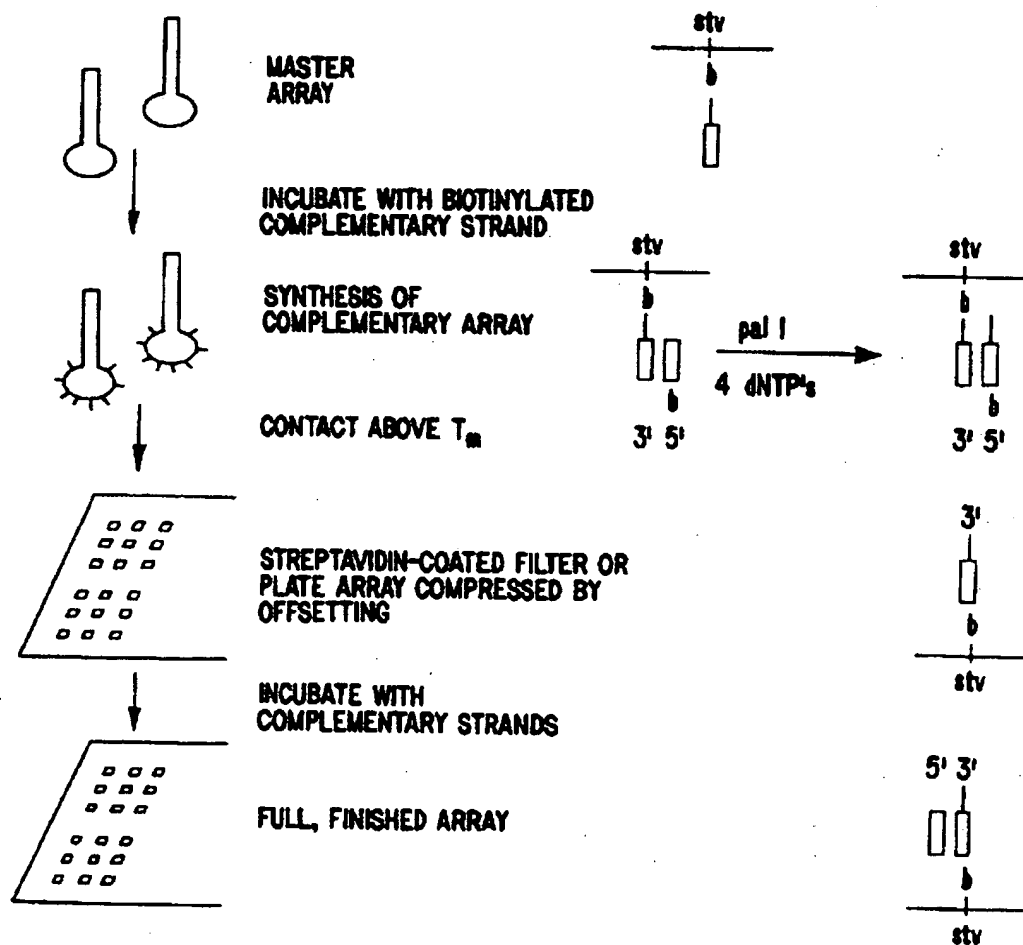 stv
MASTER
ARRAY
b
INCUBATE WITH BIOTINYLATED
COMPLEMENTARY STRAND
stv
stv
SYNTHESIS OF
COMPLEMENTARY ARRAY
b
b
pal I
4 dNTP's
b
b
CONTACT ABOVE Tm
3' 5'
3' 5'
3'
STREPTAVIDIN-COATED FILTER OR
PLATE ARRAY COMPRESSED BY
OFFSETTING
b
stv
INCUBATE WITH
COMPLEMENTARY STRANDS
5' 3'
FULL, FINISHED ARRAY
b
stv